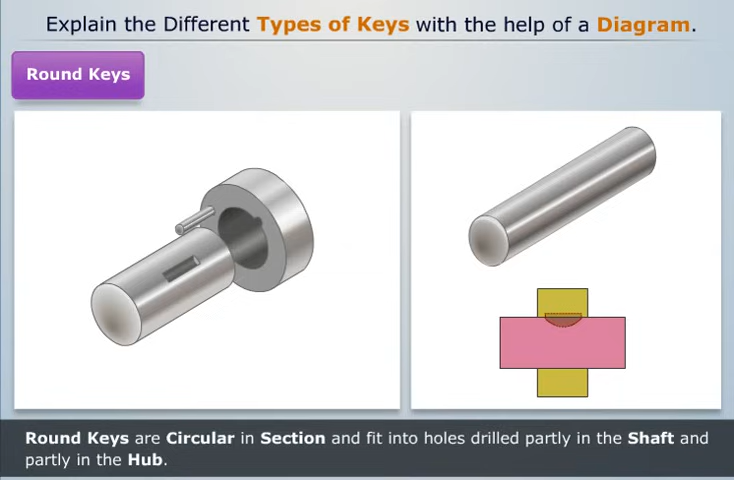 Explain the Different Types of Keys with the help of a Diagram.
Round Keys
Round Keys are Circular in Section and fit into holes drilled partly in the Shaft and
partly in the Hub.